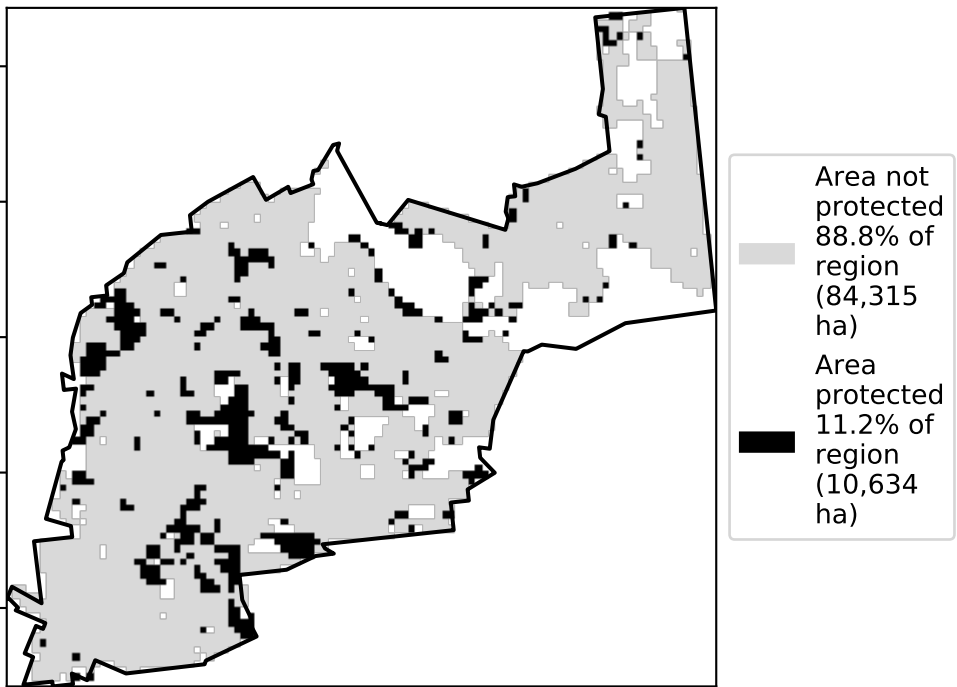 Area not
protected
88.8% of
region
(84,315
ha)
Area
protected
11.2% of
region
(10,634
ha)